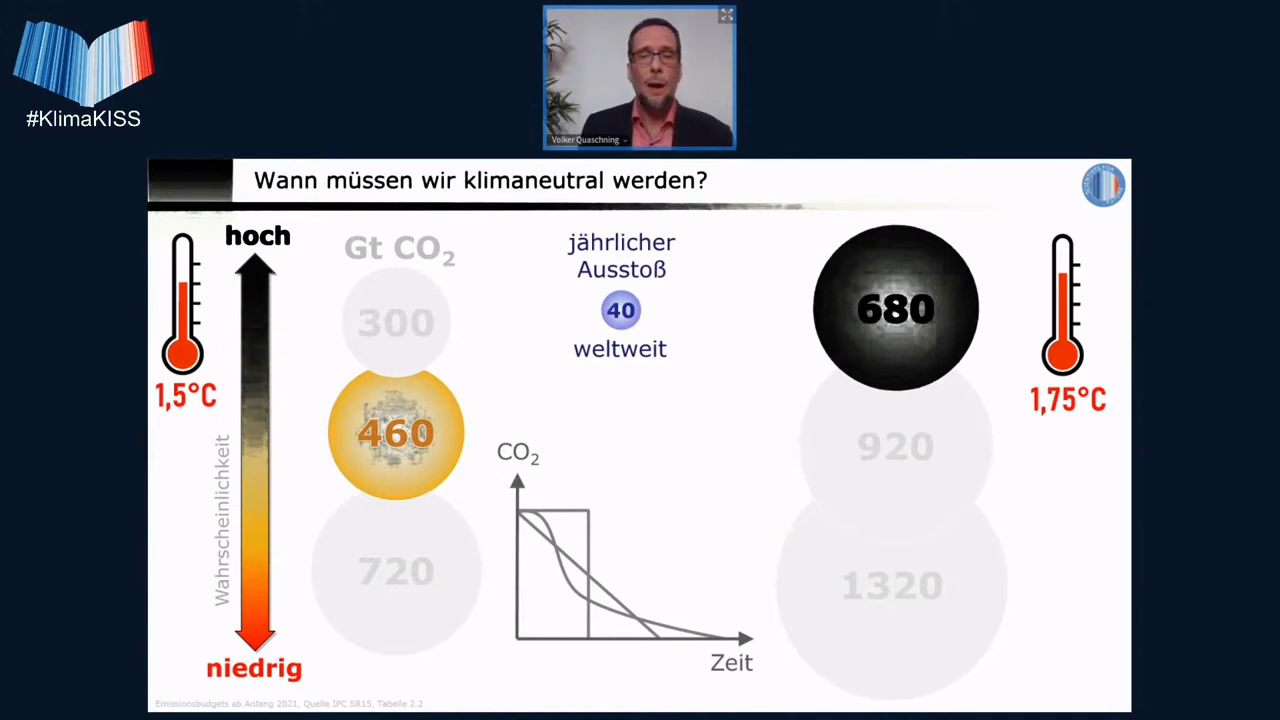 #KlimaKISS
Volker Quaschning
Wann müssen wir klimaneutral werden?
hoch
Gt CO₂
300
460
720
jährlicher
Ausstoß
40
weltweit
680
920
1320
1,5°C
1,75°C
Wahrscheinlichkeit
niedrig
CO₂
Zeit
Emissionsbudgets ab Anfang 2021, Quelle IPC SR15, Tabelle 2.2